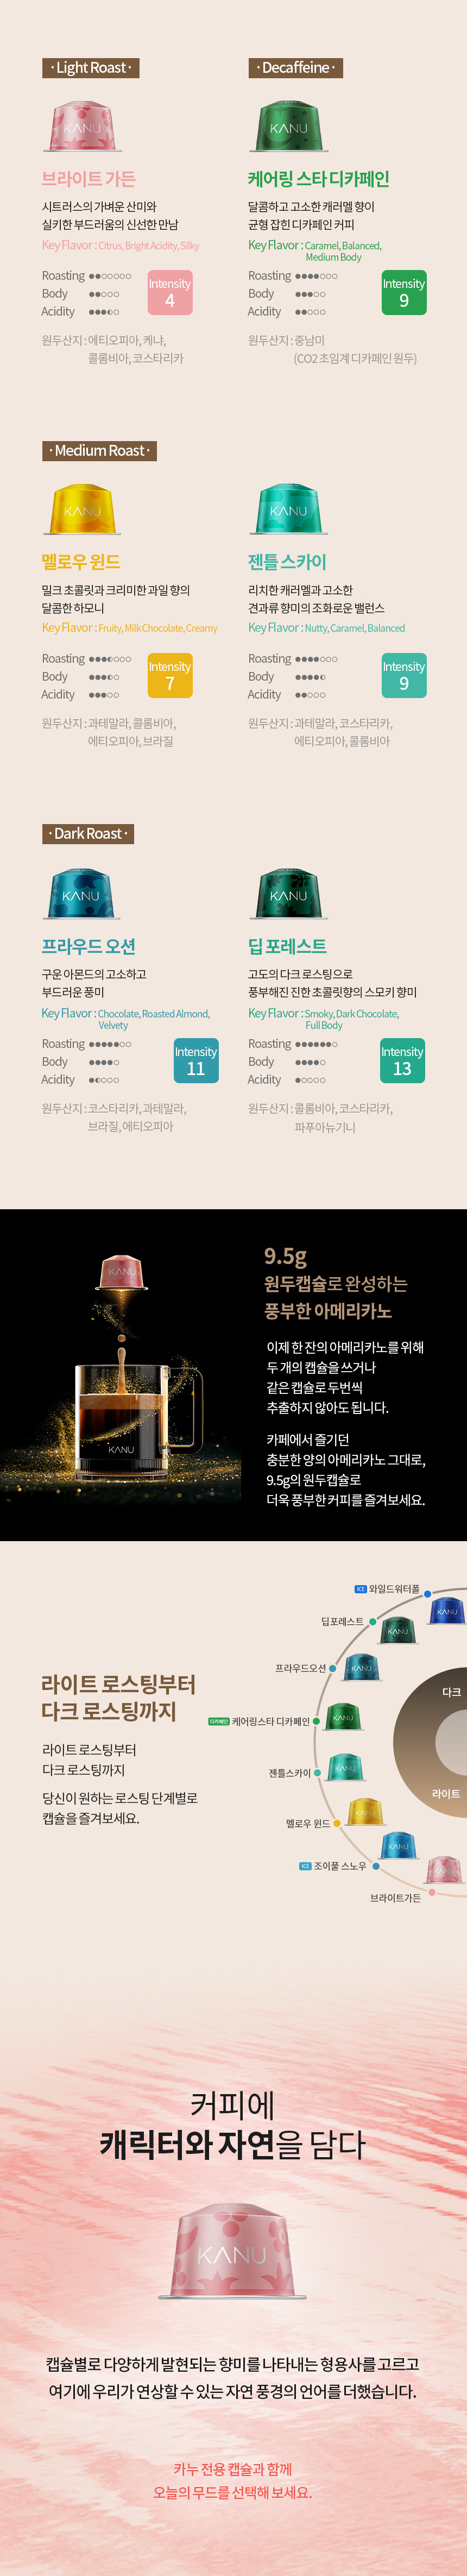 · Light Roast ·
KANU
브라이트 가든
시트러스의 가벼운 산미와
실키한 부드러움의 신선한 만남
Key Flavor : Citrus, Bright Acidity, Silky
Roasting
Body
Acidity
Intensity
4
원두산지 : 에티오피아, 케냐,
콜롬비아, 코스타리카
· Decaffeine ·
KANU
케어링 스타 디카페인
달콤하고 고소한 캐러멜 향이
균형 잡힌 디카페인 커피
Key Flavor : Caramel, Balanced,
Medium Body
Roasting
Body
Acidity
Intensity
9
원두산지 : 중남미
(CO2 초임계 디카페인 원두)
· Medium Roast ·
KANU
멜로우 윈드
밀크 초콜릿과 크리미한 과일 향의
달콤한 하모니
Key Flavor : Fruity, Milk Chocolate, Creamy
Roasting
Body
Acidity
Intensity
7
원두산지 : 과테말라, 콜롬비아,
에티오피아, 브라질
KANU
젠틀 스카이
리치한 캐러멜과 고소한
견과류 향미의 조화로운 밸런스
Key Flavor : Nutty, Caramel, Balanced
Roasting
Body
Acidity
Intensity
9
원두산지 : 과테말라, 코스타리카,
에티오피아, 콜롬비아
· Dark Roast ·
KANU
프라우드 오션
구운 아몬드의 고소하고
부드러운 풍미
Key Flavor : Chocolate, Roasted Almond,
Velvety
Roasting
Body
Acidity
Intensity
11
원두산지 : 코스타리카, 과테말라,
브라질, 에티오피아
KANU
딥 포레스트
고도의 다크 로스팅으로
풍부해진 진한 초콜릿향의 스모키 향미
Key Flavor : Smoky, Dark Chocolate,
Full Body
Roasting
Body
Acidity
Intensity
13
원두산지 : 콜롬비아, 코스타리카,
파푸아뉴기니
KANU
KANU
9.5g
원두캡슐로 완성하는
풍부한 아메리카노
이제 한 잔의 아메리카노를 위해
두 개의 캡슐을 쓰거나
같은 캡슐로 두번씩
추출하지 않아도 됩니다.
카페에서 즐기던
충분한 양의 아메리카노 그대로,
9.5g의 원두캡슐로
더욱 풍부한 커피를 즐겨보세요.
라이트 로스팅부터
다크 로스팅까지
라이트 로스팅부터
다크 로스팅까지
당신이 원하는 로스팅 단계별로
캡슐을 즐겨보세요.
ICE 와일드워터폴
KANU
딥포레스트
KANU
프라우드오션
KANU
디카페인 케어링스타 디카페인
KANU
젠틀스카이
KANU
멜로우 윈드
KANU
ICE 조이풀 스노우
KANU
브라이트가든
KANU
다크
라이트
커피에
캐릭터와 자연을 담다
KANU
캡슐별로 다양하게 발현되는 향미를 나타내는 형용사를 고르고
여기에 우리가 연상할 수 있는 자연 풍경의 언어를 더했습니다.
카누 전용 캡슐과 함께
오늘의 무드를 선택해 보세요.